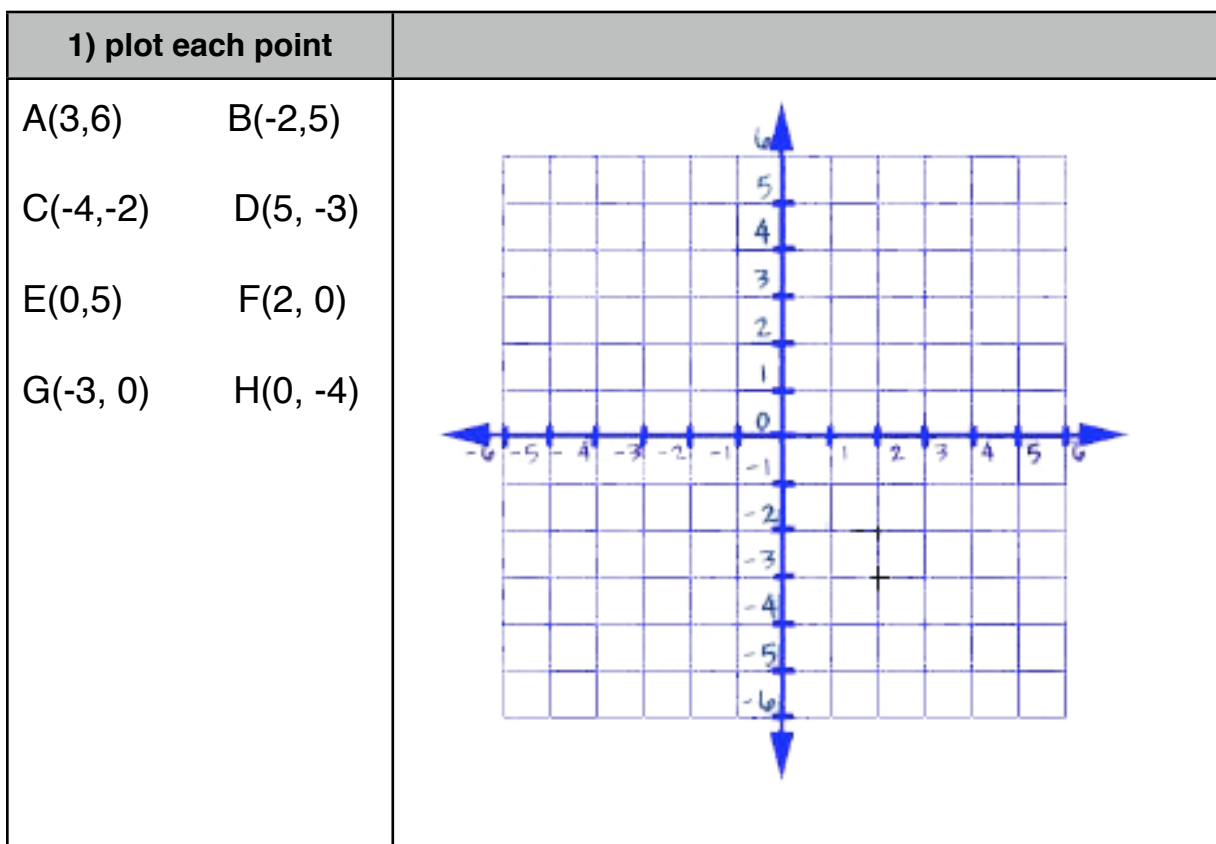 1) plot each point
A(3,6) B(-2,5)
C(-4,-2) D(5, -3)
E(0,5) F(2, 0)
G(-3, 0) H(0, -4)
6
5
4
3
2
1
0
-6 -5 - 4 -3 -2 -1 1 2 3 4 5 6
-1
-2
-3
-4
-5
-6